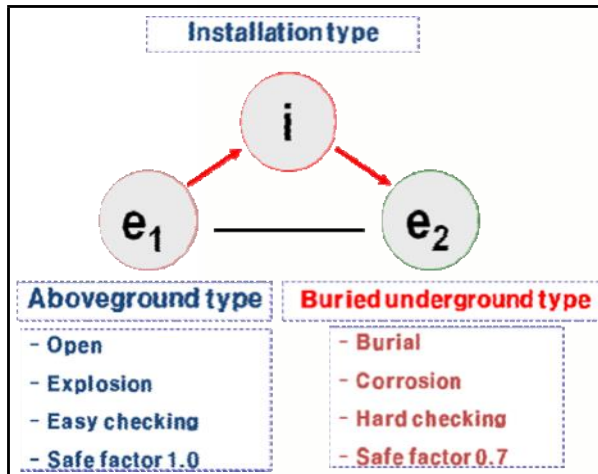 Installation type
i
e₁
e₂
Aboveground type
Buried underground type
- Open
- Explosion
- Easy checking
- Safe factor 1.0
- Burial
- Corrosion
- Hard checking
- Safe factor 0.7